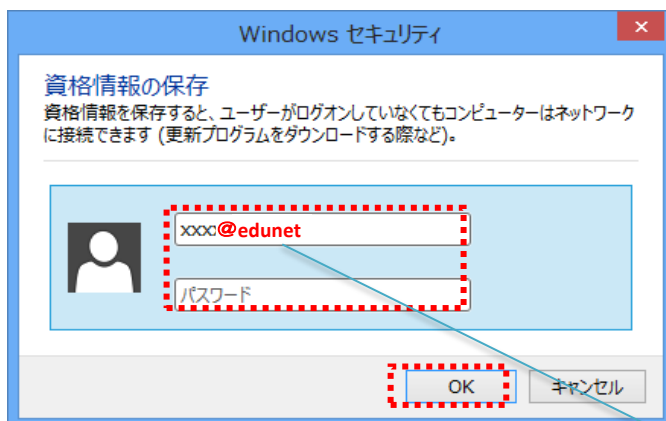 Windows セキュリティ
資格情報の保存
資格情報を保存すると、ユーザーがログオンしていなくてもコンピューターはネットワーク
に接続できます (更新プログラムをダウンロードする際など)。
xxx@edunet
パスワード
OK
キャンセル